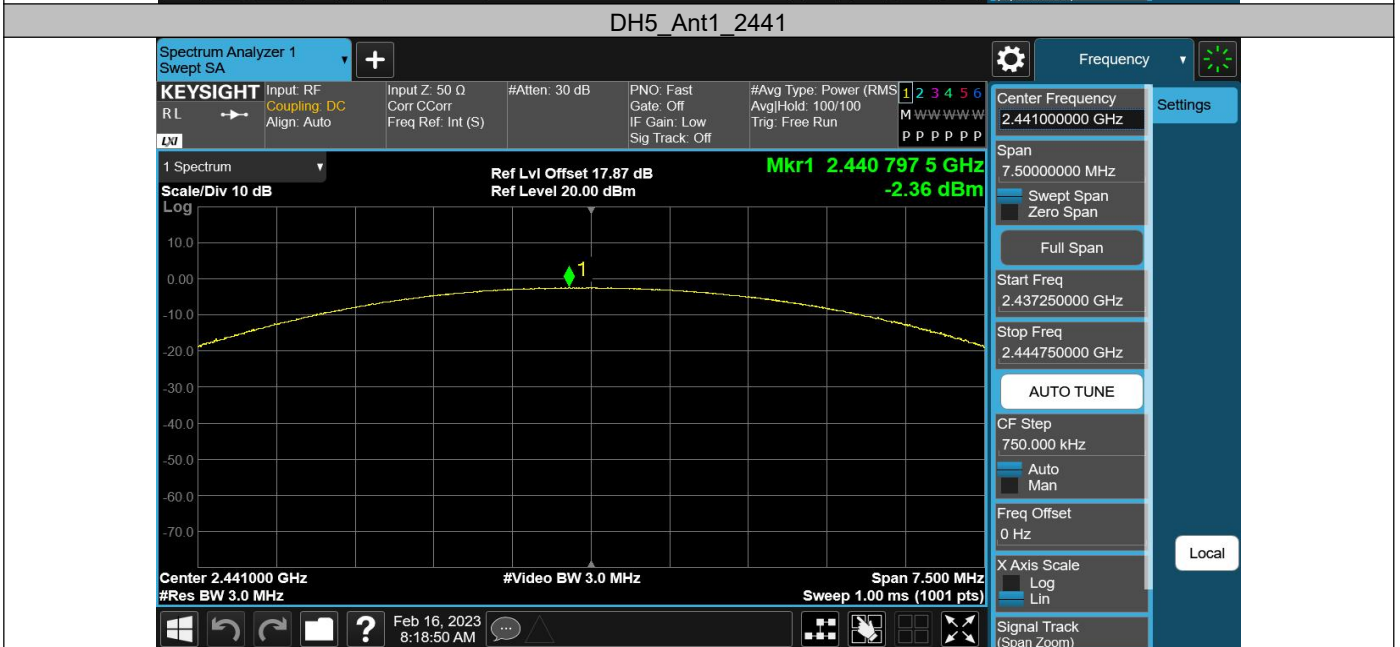 DH5_Ant1_2441
Spectrum Analyzer 1
Swept SA
+
Frequency
KEYSIGHT
RL
LXI
Input: RF
Coupling: DC
Align: Auto
Input Z: 50 Ω
Corr CCorr
Freq Ref: Int (S)
#Atten: 30 dB
PNO: Fast
Gate: Off
IF Gain: Low
Sig Track: Off
#Avg Type: Power (RMS
Avg|Hold: 100/100
Trig: Free Run
1 2 3 4 5 6
M W W W W W
P P P P P P
Center Frequency
2.441000000 GHz
Settings
Span
7.50000000 MHz
Swept Span
Zero Span
Full Span
Start Freq
2.437250000 GHz
Stop Freq
2.444750000 GHz
AUTO TUNE
CF Step
750.000 kHz
Auto
Man
Freq Offset
0 Hz
X Axis Scale
Log
Lin
Local
Signal Track
(Span Zoom)
1 Spectrum
Scale/Div 10 dB
Log
Ref Lvl Offset 17.87 dB
Ref Level 20.00 dBm
Mkr1 2.440 797 5 GHz
-2.36 dBm
1
10.0
0.00
-10.0
-20.0
-30.0
-40.0
-50.0
-60.0
-70.0
Center 2.441000 GHz
#Video BW 3.0 MHz
Span 7.500 MHz
#Res BW 3.0 MHz
Sweep 1.00 ms (1001 pts)
?
Feb 16, 2023
8:18:50 AM